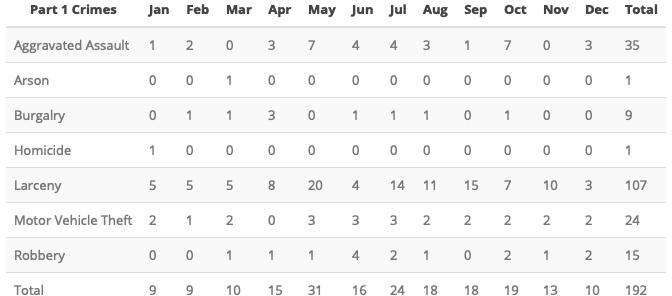 Part 1 Crimes Jan Feb Mar Apr May Jun Jul Aug Sep Oct Nov Dec Total
Aggravated Assault 1 2 0 3 7 4 4 3 1 7 0 3 35
Arson 0 0 1 0 0 0 0 0 0 0 0 0 1
Burgalry 0 1 1 3 0 1 1 1 0 1 0 0 9
Homicide 1 0 0 0 0 0 0 0 0 0 0 0 1
Larceny 5 5 5 8 20 4 14 11 15 7 10 3 107
Motor Vehicle Theft 2 1 2 0 3 3 3 2 2 2 2 2 24
Robbery 0 0 1 1 1 4 2 1 0 2 1 2 15
Total 9 9 10 15 31 16 24 18 18 19 13 10 192